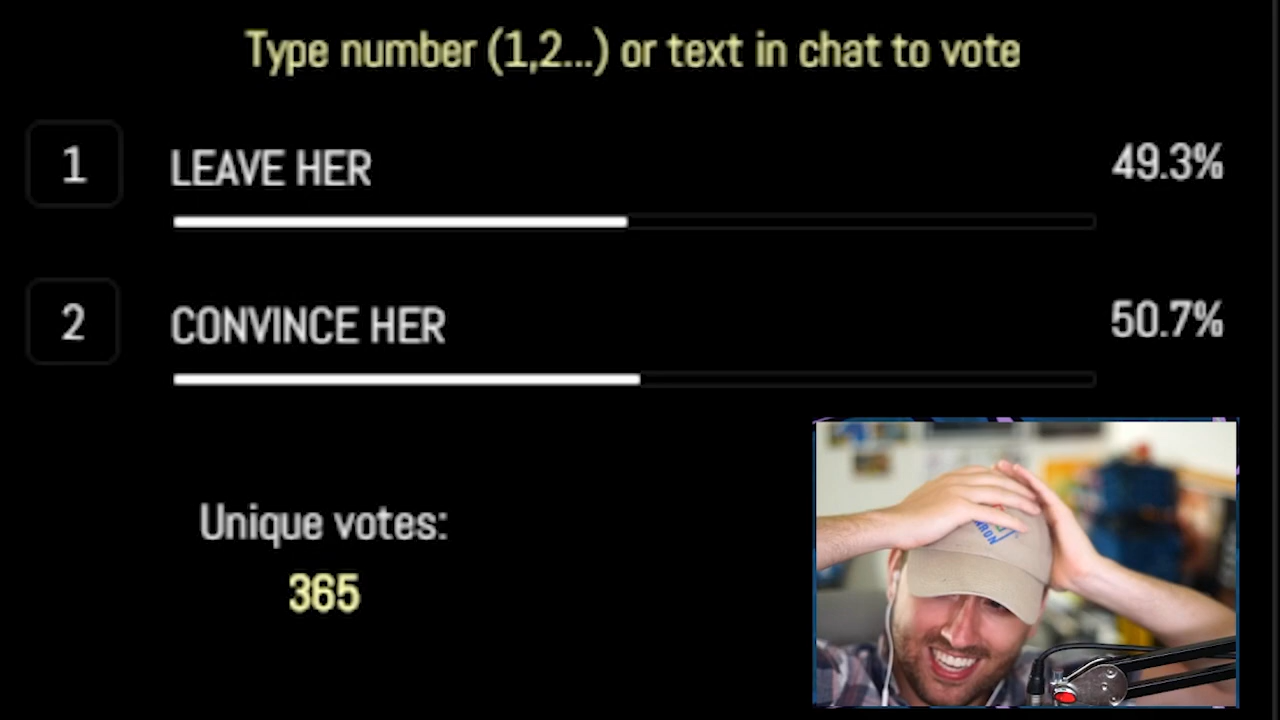 Type number (1,2...) or text in chat to vote
1 LEAVE HER 49.3%
2 CONVINCE HER 50.7%
Unique votes:
365